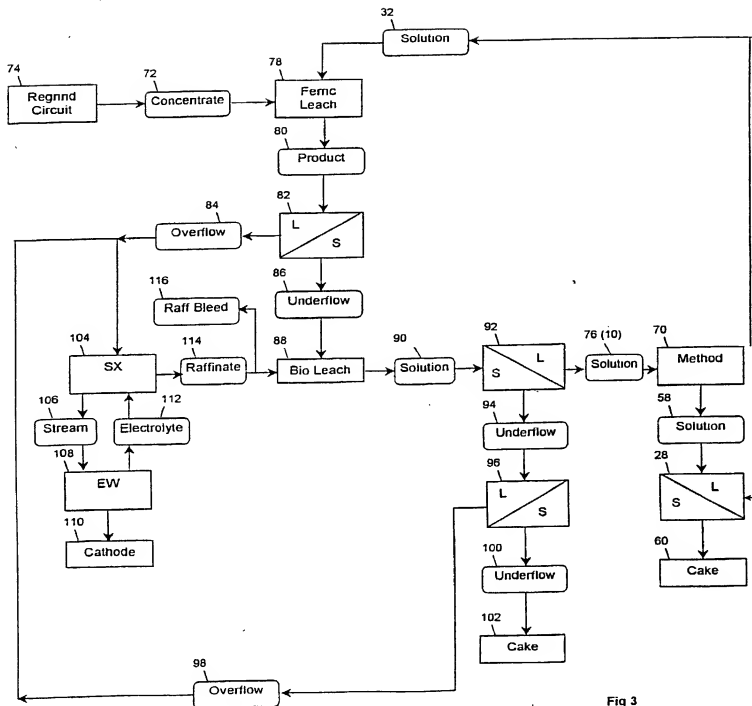 32
Solution
74
Regrind
Circuit
72
Concentrate
78
Ferric
Leach
80
Product
82
L
S
84
Overflow
86
Underflow
116
Raff Bleed
104
SX
114
Raffinate
88
Bio Leach
90
Solution
92
S
L
76 (10)
Solution
70
Method
106
Stream
112
Electrolyte
94
Underflow
58
Solution
108
EW
96
L
S
28
S
L
110
Cathode
100
Underflow
60
Cake
102
Cake
98
Overflow
Fig 3